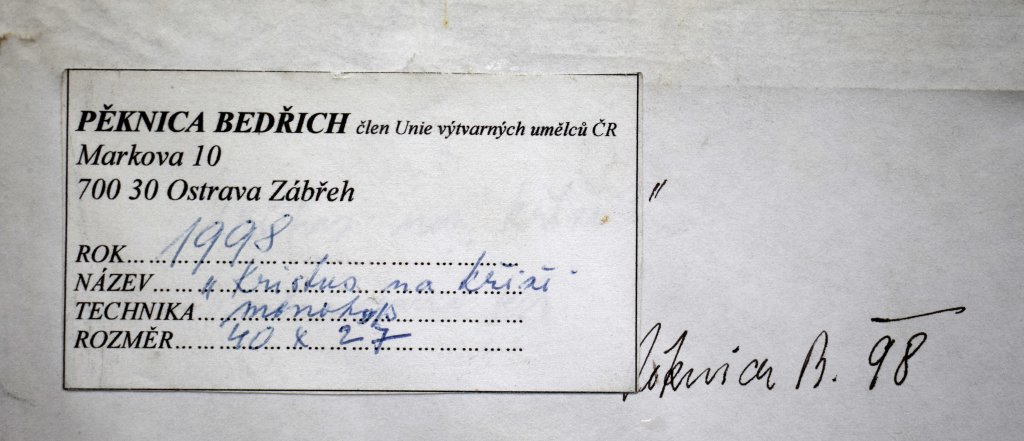 PĚKNICA BEDŘICH člen Unie výtvarných umělců ČR
Markova 10
700 30 Ostrava Zábřeh
"
ROK... 1998
NÁZEV... „Kristus na kříži
TECHNIKA... monotyp
ROZMĚR... 40 x 27
Pěknica B. 98